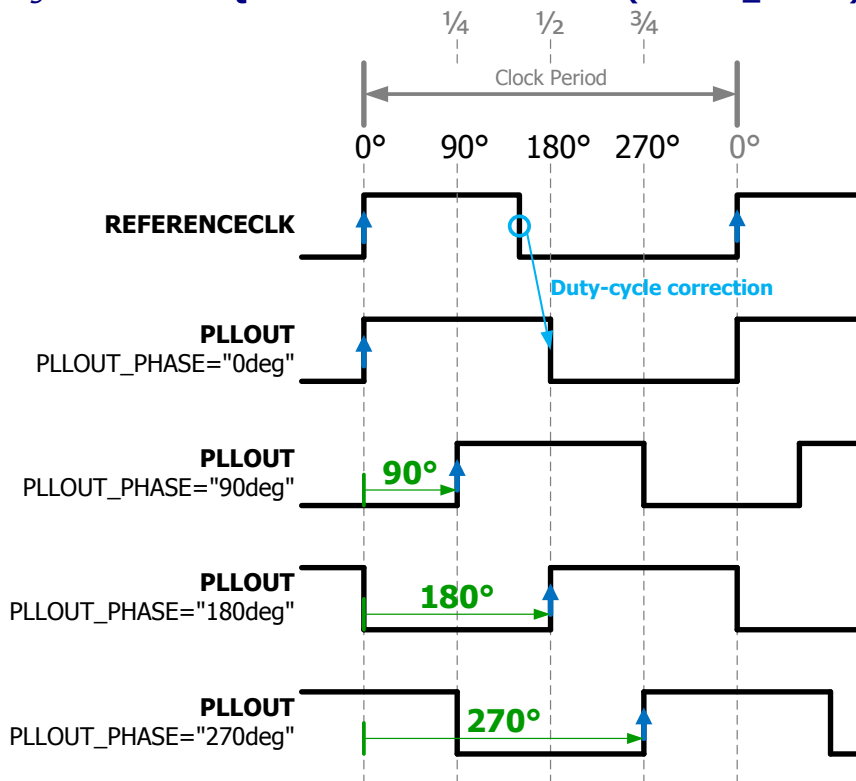 ¼ ½ ¾
Clock Period
0° 90° 180° 270° 0°
REFERENCECLK
Duty-cycle correction
PLLOUT
PLLOUT_PHASE="0deg"
PLLOUT
PLLOUT_PHASE="90deg"
90°
PLLOUT
PLLOUT_PHASE="180deg"
180°
PLLOUT
PLLOUT_PHASE="270deg"
270°